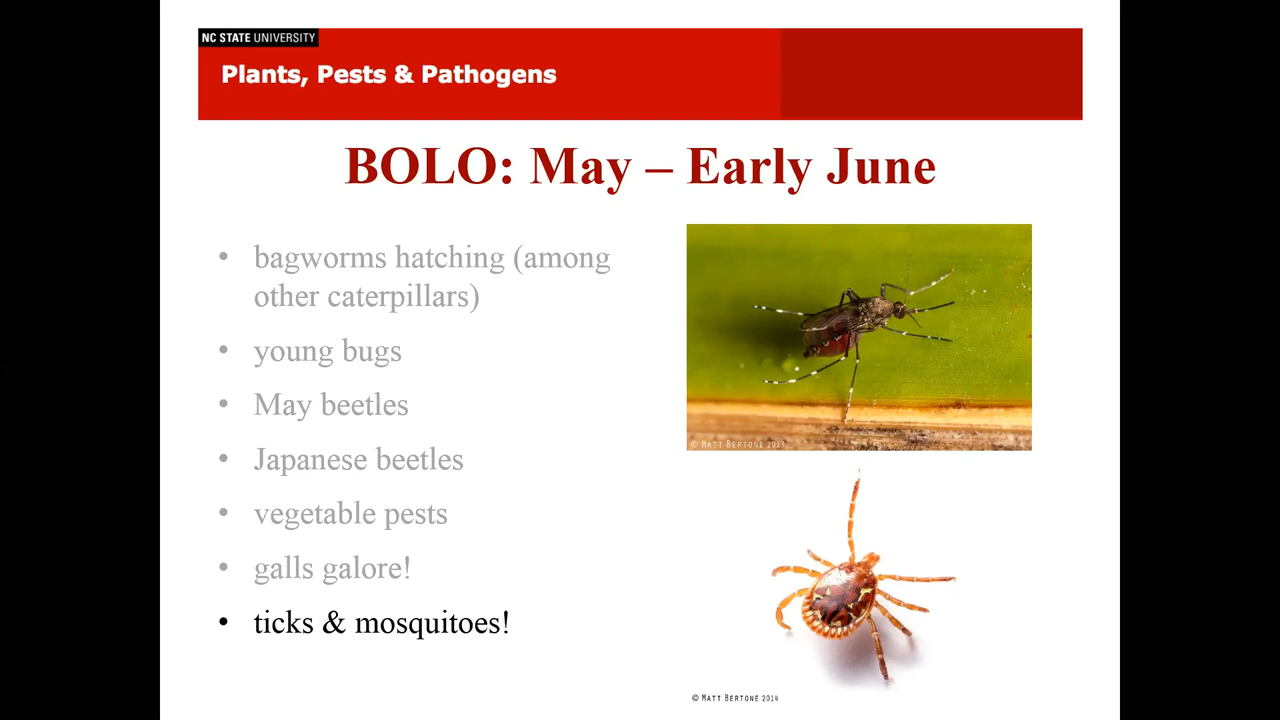 NC STATE UNIVERSITY
Plants, Pests & Pathogens
BOLO: May – Early June
• bagworms hatching (among
other caterpillars)
• young bugs
• May beetles
• Japanese beetles
• vegetable pests
• galls galore!
• ticks & mosquitoes!
© MATT BERTONE 2013
© MATT BERTONE 2014